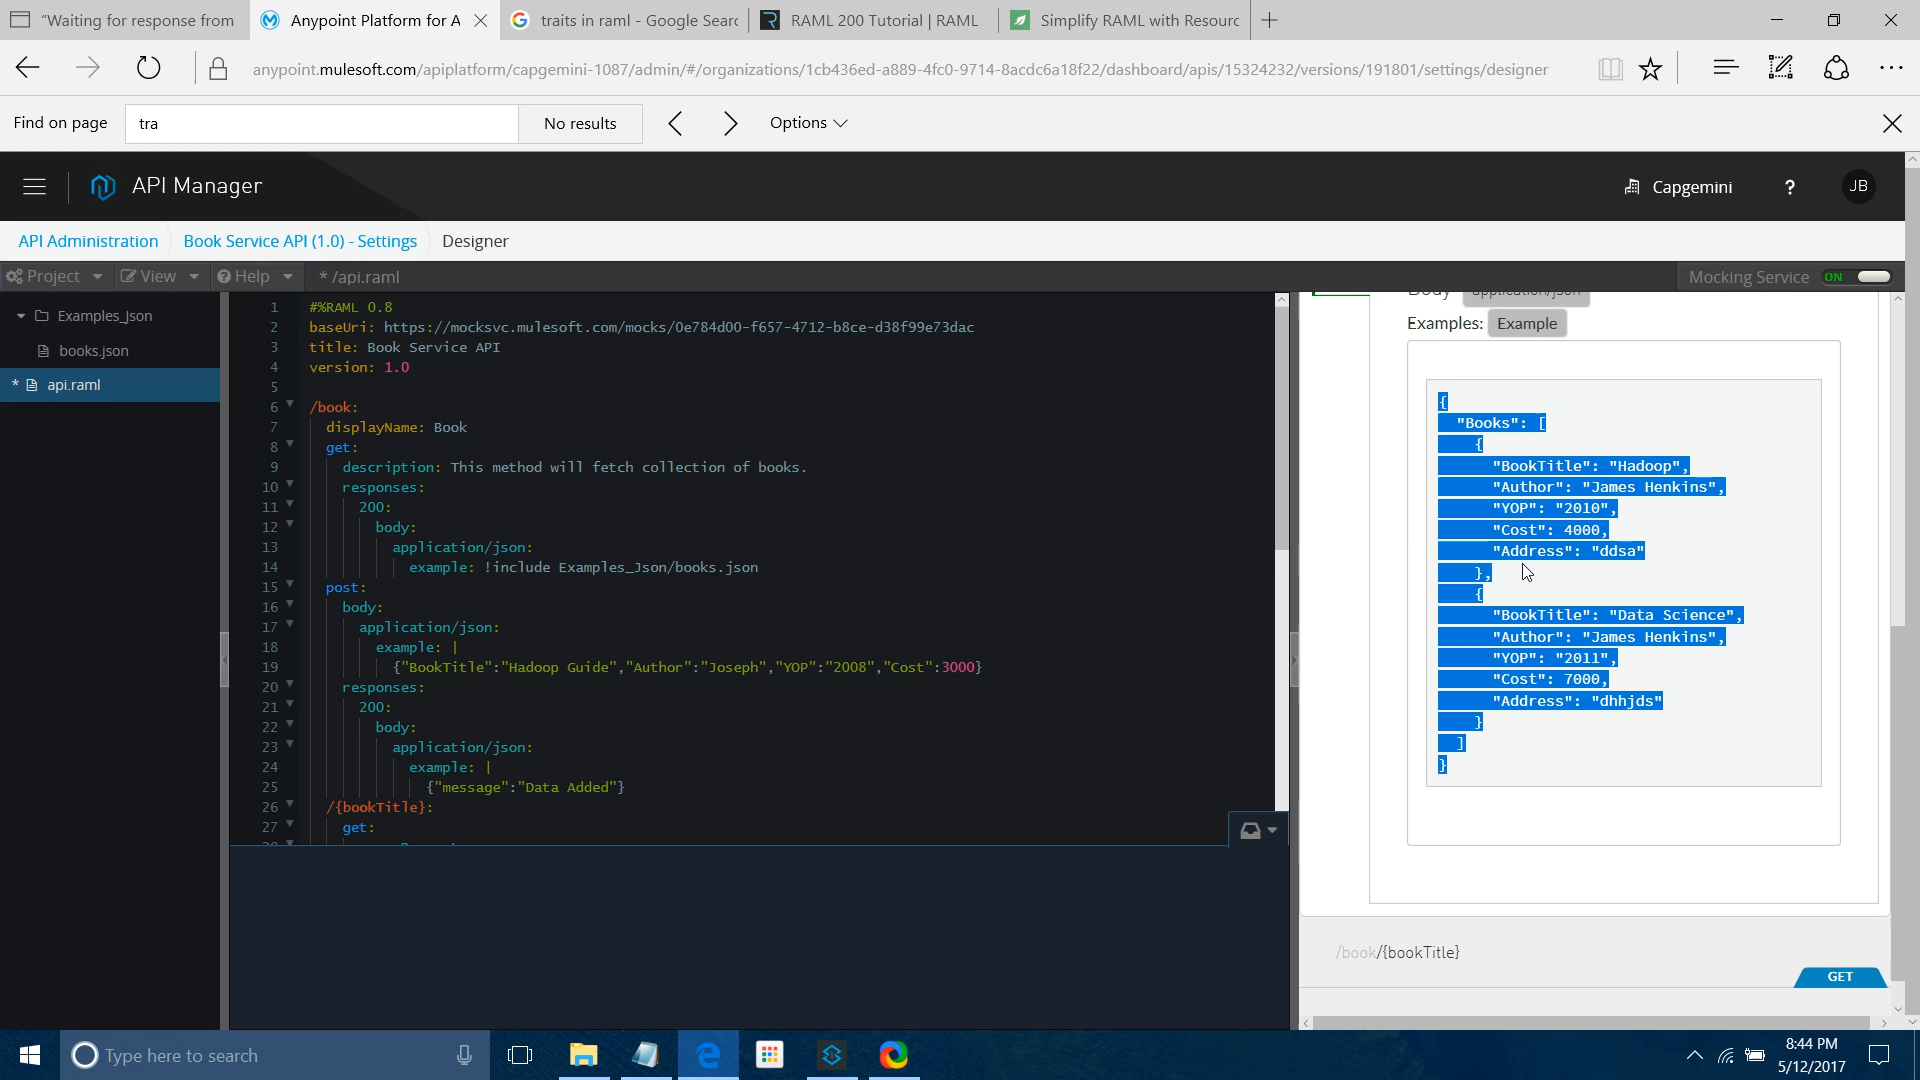 "Waiting for response from
Anypoint Platform for A
traits in raml - Google Searc
RAML 200 Tutorial | RAML
Simplify RAML with Resourc
anypoint.mulesoft.com/apiplatform/capgemini-1087/admin/#/organizations/1cb436ed-a889-4fc0-9714-8acdc6a18f22/dashboard/apis/15324232/versions/191801/settings/designer
Find on page
tra
No results
Options
API Manager
Capgemini
?
JB
API Administration
Book Service API (1.0) - Settings
Designer
Project
View
Help
* /api.raml
Mocking Service
ON
Examples_Json
books.json
* api.raml
1 #%RAML 0.8
2 baseUri: https://mocksvc.mulesoft.com/mocks/0e784d00-f657-4712-b8ce-d38f99e73dac
3 title: Book Service API
4 version: 1.0
5
6 /book:
7 displayName: Book
8 get:
9 description: This method will fetch collection of books.
10 responses:
11 200:
12 body:
13 application/json:
14 example: !include Examples_Json/books.json
15 post:
16 body:
17 application/json:
18 example: |
19 {"BookTitle":"Hadoop Guide","Author":"Joseph","YOP":"2008","Cost":3000}
20 responses:
21 200:
22 body:
23 application/json:
24 example: |
25 {"message":"Data Added"}
26 /{bookTitle}:
27 get:
Body application/json
Examples: Example
{
"Books": [
{
"BookTitle": "Hadoop",
"Author": "James Henkins",
"YOP": "2010",
"Cost": 4000,
"Address": "ddsa"
},
{
"BookTitle": "Data Science",
"Author": "James Henkins",
"YOP": "2011",
"Cost": 7000,
"Address": "dhhjds"
}
]
}
/book/{bookTitle}
GET
Type here to search
8:44 PM
5/12/2017